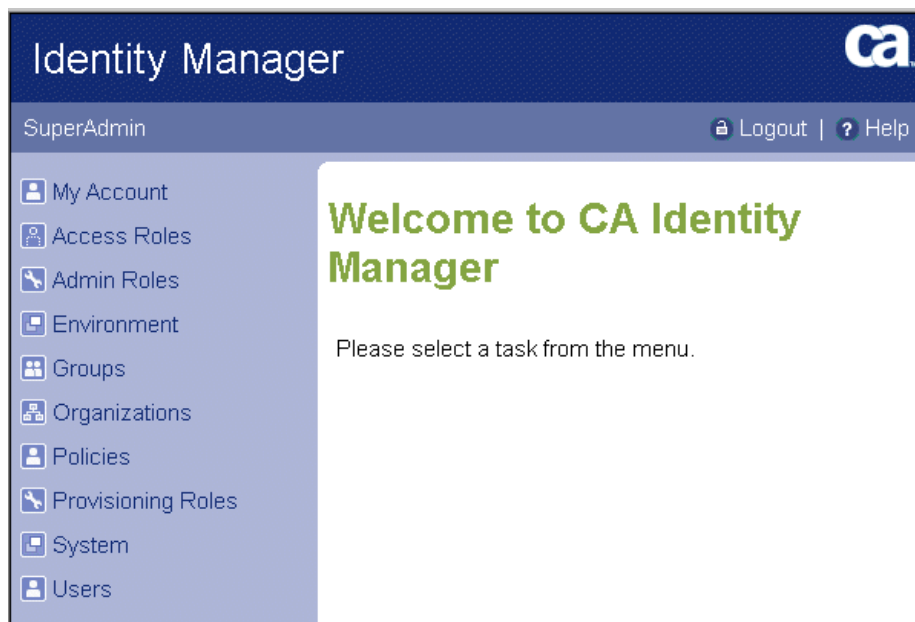 Identity Manager
ca
SuperAdmin
Logout | ? Help
My Account
Access Roles
Admin Roles
Environment
Groups
Organizations
Policies
Provisioning Roles
System
Users
Welcome to CA Identity
Manager
Please select a task from the menu.